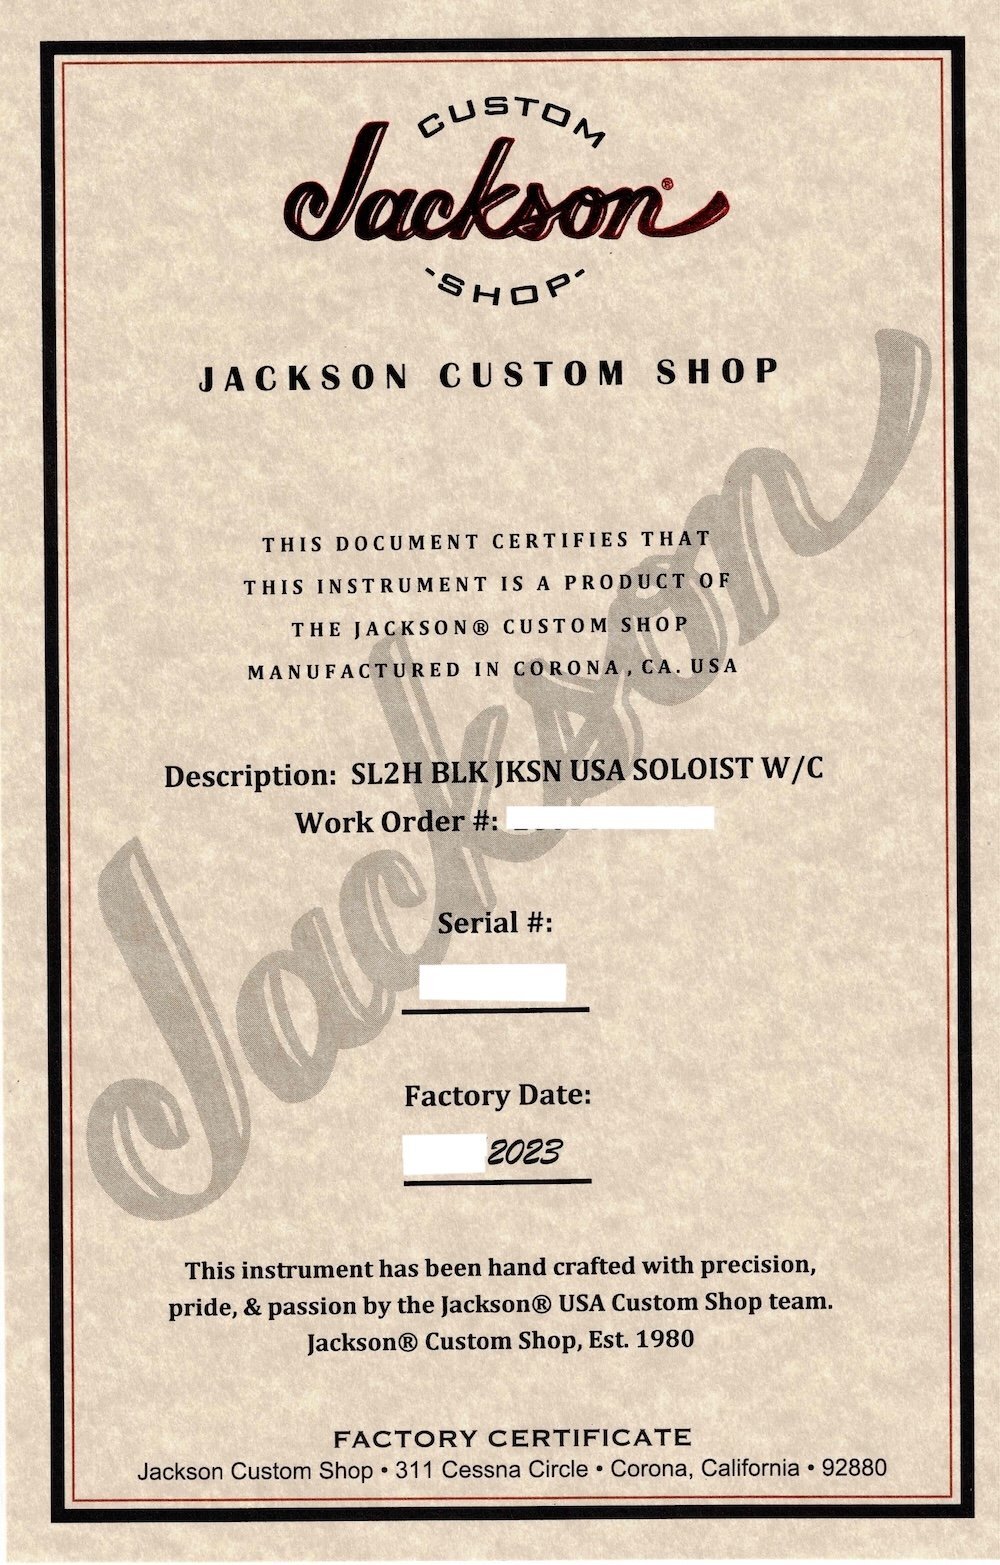 CUSTOM
Jackson®
SHOP
JACKSON CUSTOM SHOP
THIS DOCUMENT CERTIFIES THAT
THIS INSTRUMENT IS A PRODUCT OF
THE JACKSON® CUSTOM SHOP
MANUFACTURED IN CORONA, CA. USA
Jackson
Description: SL2H BLK JKSN USA SOLOIST W/C
Work Order #:
Serial #:
Factory Date:
2023
This instrument has been hand crafted with precision,
pride, & passion by the Jackson® USA Custom Shop team.
Jackson® Custom Shop, Est. 1980
FACTORY CERTIFICATE
Jackson Custom Shop • 311 Cessna Circle • Corona, California • 92880